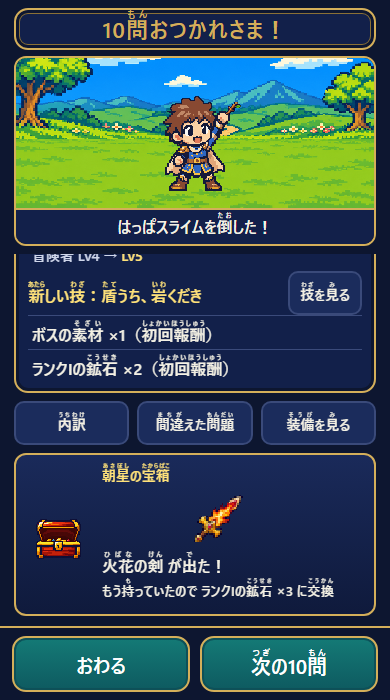 10問おつかれさま！
はっぱスライムを倒した！
冒険者 Lv4 → Lv5
新しい技：盾うち、岩くだき
技を見る
ボスの素材 ×1（初回報酬）
ランクIの鉱石 ×2（初回報酬）
内訳
間違えた問題
装備を見る
朝星の宝箱
火花の剣 が出た！
もう持っていたので ランクIの鉱石 ×3 に交換
おわる
次の10問